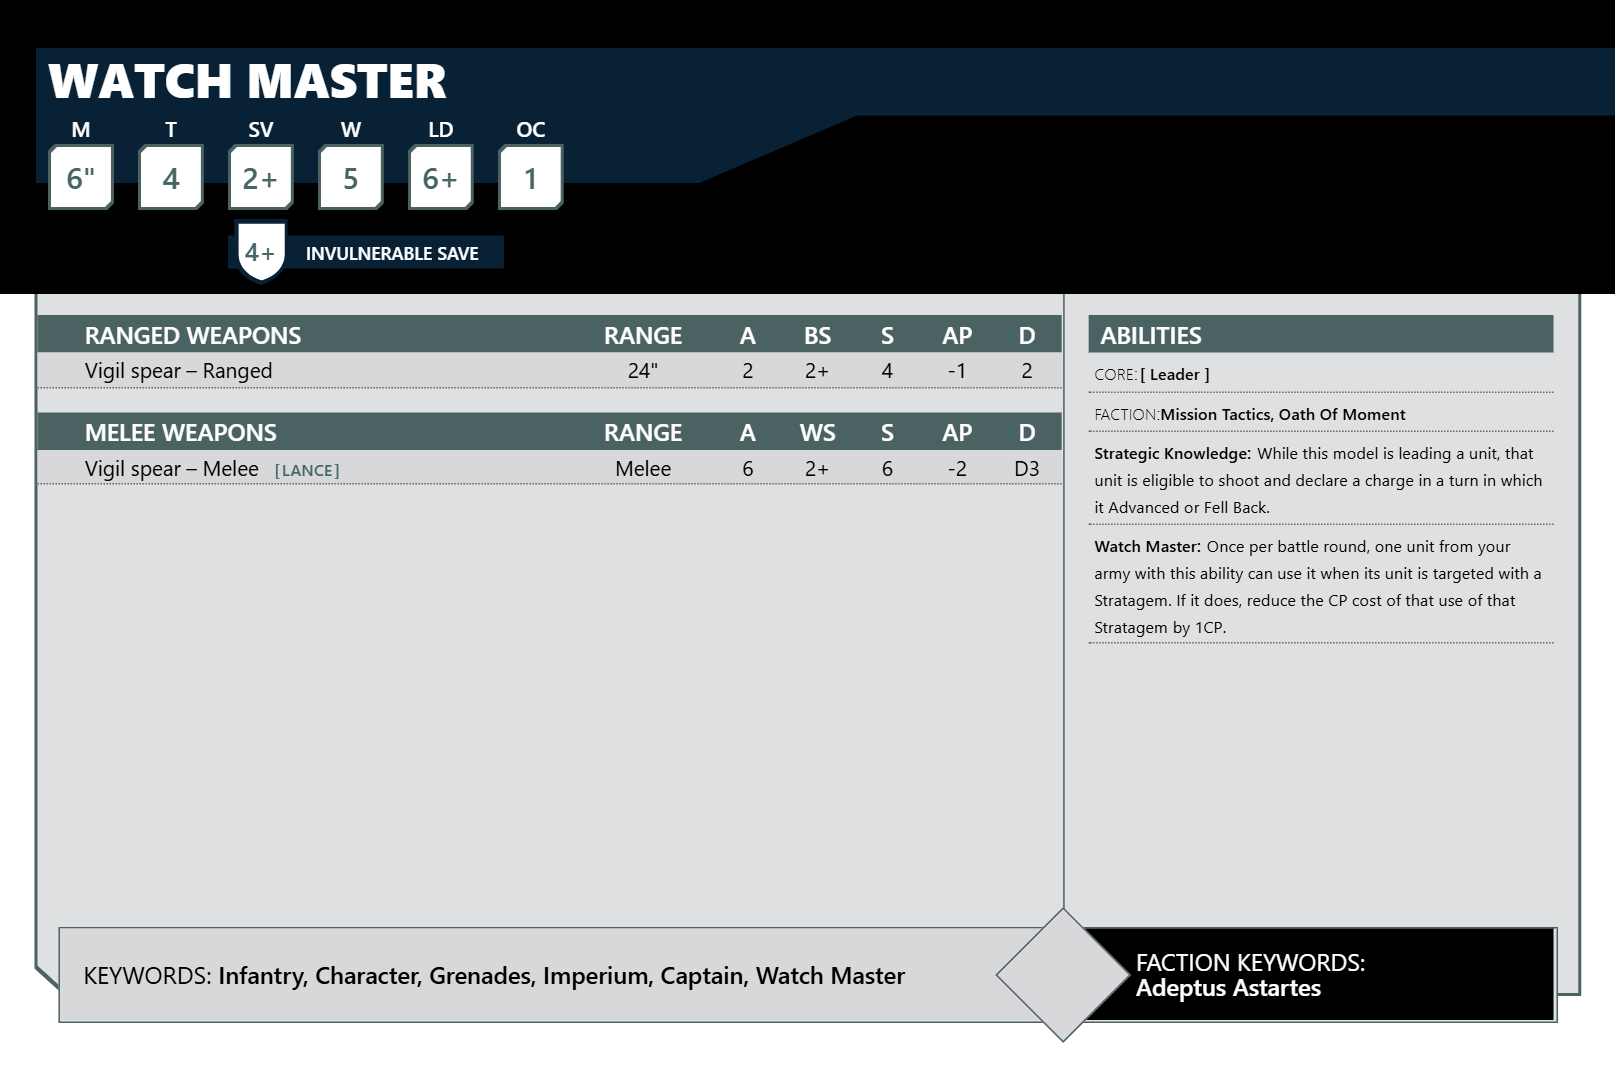 WATCH MASTER
M T SV W LD OC
6" 4 2+ 5 6+ 1
4+ INVULNERABLE SAVE
RANGED WEAPONS RANGE A BS S AP D
Vigil spear – Ranged 24" 2 2+ 4 -1 2
MELEE WEAPONS RANGE A WS S AP D
Vigil spear – Melee [LANCE] Melee 6 2+ 6 -2 D3
ABILITIES
CORE: [ Leader ]
FACTION:Mission Tactics, Oath Of Moment
Strategic Knowledge: While this model is leading a unit, that
unit is eligible to shoot and declare a charge in a turn in which
it Advanced or Fell Back.
Watch Master: Once per battle round, one unit from your
army with this ability can use it when its unit is targeted with a
Stratagem. If it does, reduce the CP cost of that use of that
Stratagem by 1CP.
KEYWORDS: Infantry, Character, Grenades, Imperium, Captain, Watch Master
FACTION KEYWORDS:
Adeptus Astartes